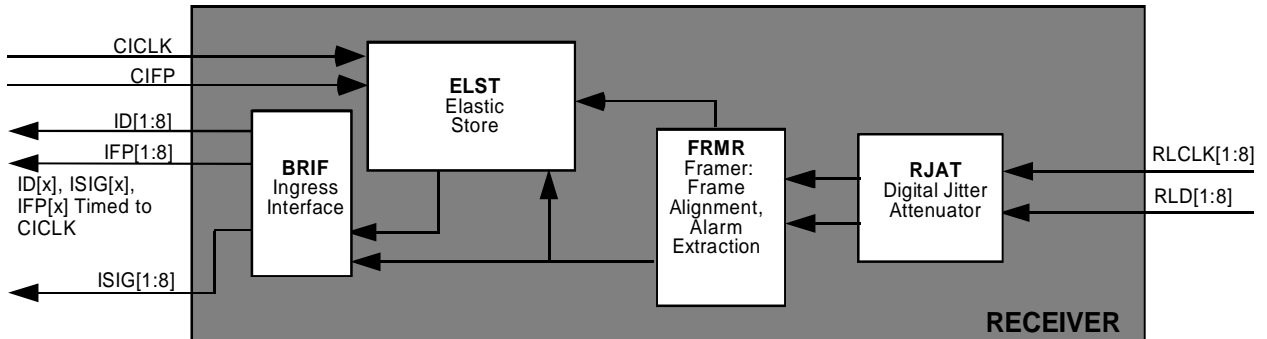 CICLK
CIFP
ID[1:8]
IFP[1:8]
ID[x], ISIG[x],
IFP[x] Timed to
CICLK
ISIG[1:8]
BRIF
Ingress
Interface
ELST
Elastic
Store
FRMR
Framer:
Frame
Alignment,
Alarm
Extraction
RJAT
Digital Jitter
Attenuator
RLCLK[1:8]
RLD[1:8]
RECEIVER